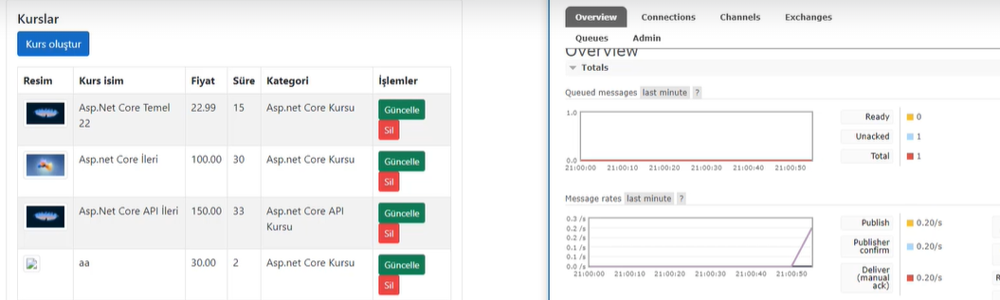 Kurslar
Kurs oluştur
Resim Kurs isim Fiyat Süre Kategori İşlemler
Asp.Net Core Temel 22.99 15 Asp.net Core Kursu Güncelle
22
Sil
Asp.net Core İleri 100.00 30 Asp.net Core Kursu Güncelle
Sil
Asp.Net Core API İleri 150.00 33 Asp.net Core API Güncelle
Kursu
Sil
aa 30.00 2 Asp.net Core Kursu Güncelle
Sil
Overview Connections Channels Exchanges
Queues Admin
Overview
Totals
Queued messages last minute ?
1.0
0.0
21:00:00 21:00:10 21:00:20 21:00:30 21:00:40 21:00:50
Ready 0
Unacked 1
Total 1
Message rates last minute ?
0.3 /s
0.2 /s
0.2 /s
0.1 /s
0.1 /s
0.0 /s
21:00:00 21:00:10 21:00:20 21:00:30 21:00:40 21:00:50
Publish 0.20/s
Publisher
confirm 0.20/s
Deliver
(manual 0.20/s
ack)
R